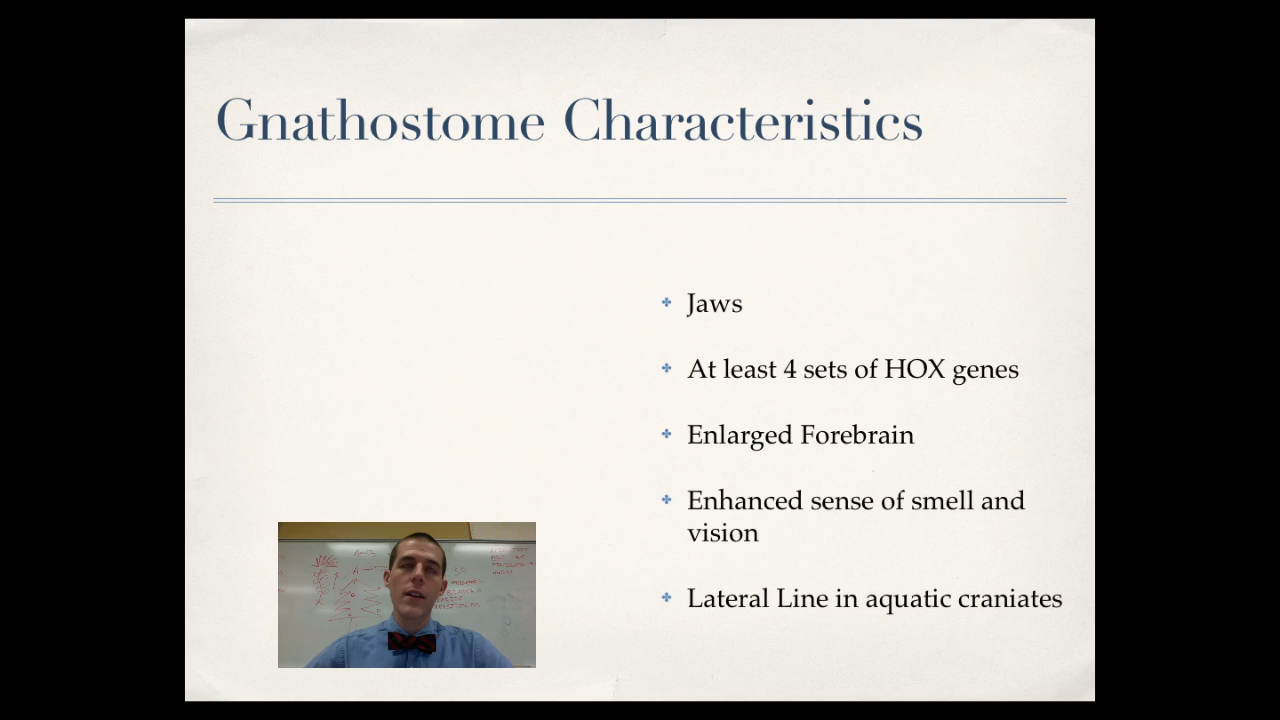 Gnathostome Characteristics
Jaws
At least 4 sets of HOX genes
Enlarged Forebrain
Enhanced sense of smell and
vision
Lateral Line in aquatic craniates